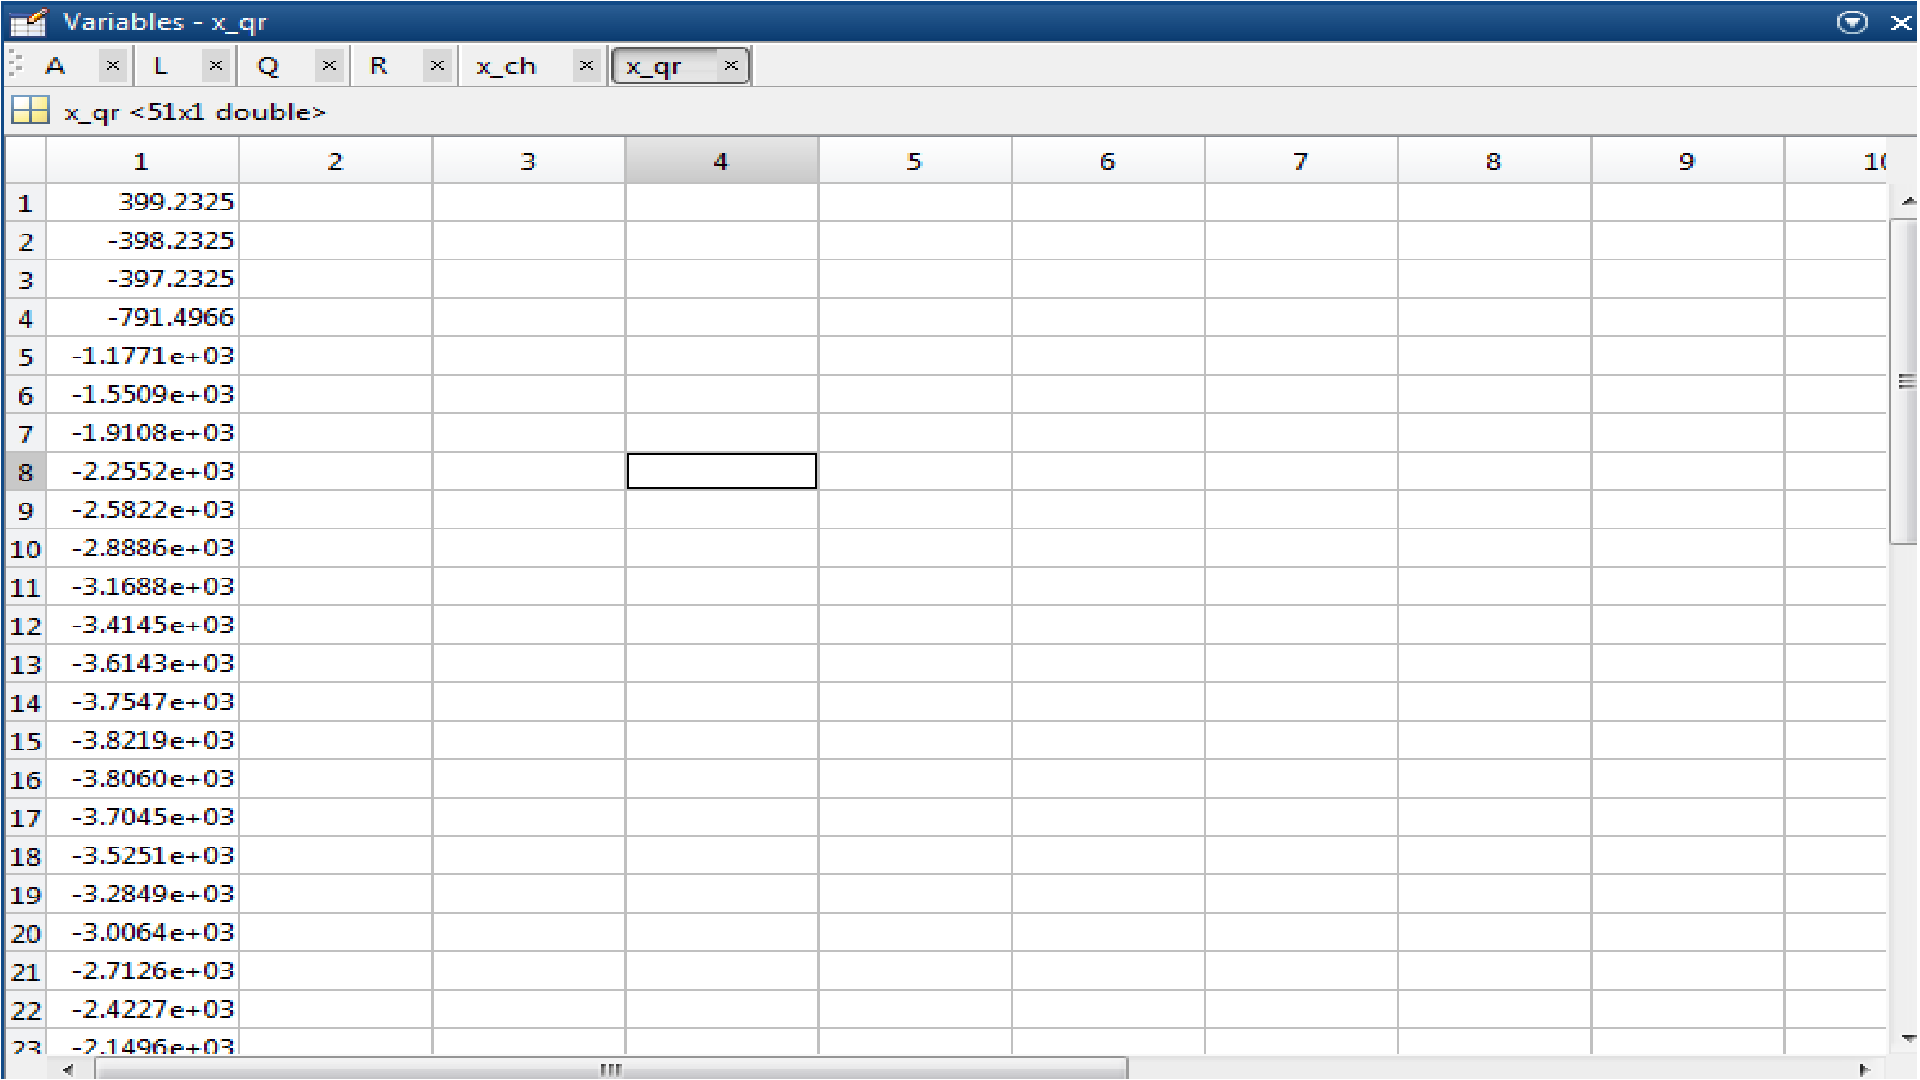 Variables - x_qr
A L Q R x_ch x_qr
x_qr <51x1 double>
1 2 3 4 5 6 7 8 9
1 399.2325
2 -398.2325
3 -397.2325
4 -791.4966
5 -1.1771e+03
6 -1.5509e+03
7 -1.9108e+03
8 -2.2552e+03
9 -2.5822e+03
10 -2.8886e+03
11 -3.1688e+03
12 -3.4145e+03
13 -3.6143e+03
14 -3.7547e+03
15 -3.8219e+03
16 -3.8060e+03
17 -3.7045e+03
18 -3.5251e+03
19 -3.2849e+03
20 -3.0064e+03
21 -2.7126e+03
22 -2.4227e+03
23 -2.1496e+03